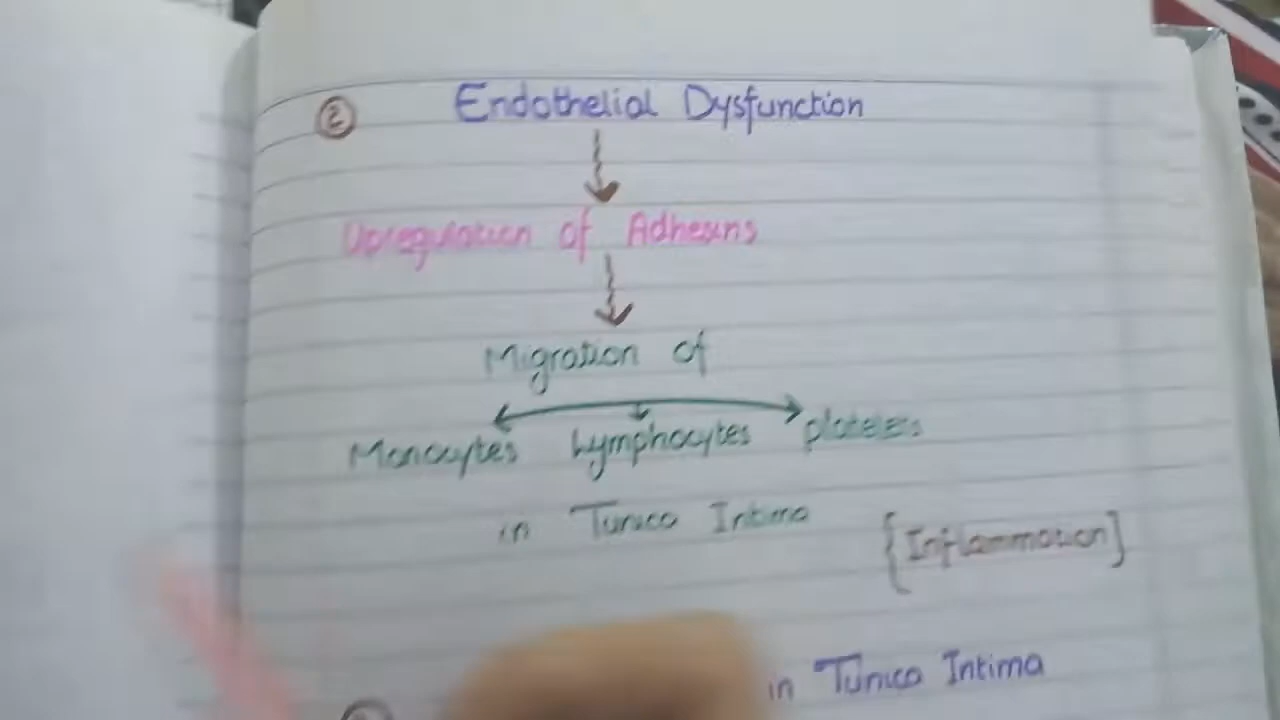 ② Endothelial Dysfunction
Upregulation of Adhesins
Migration of
Monocytes Lymphocytes platelets
in Tunica Intima
{Inflammation]
in Tunica Intima